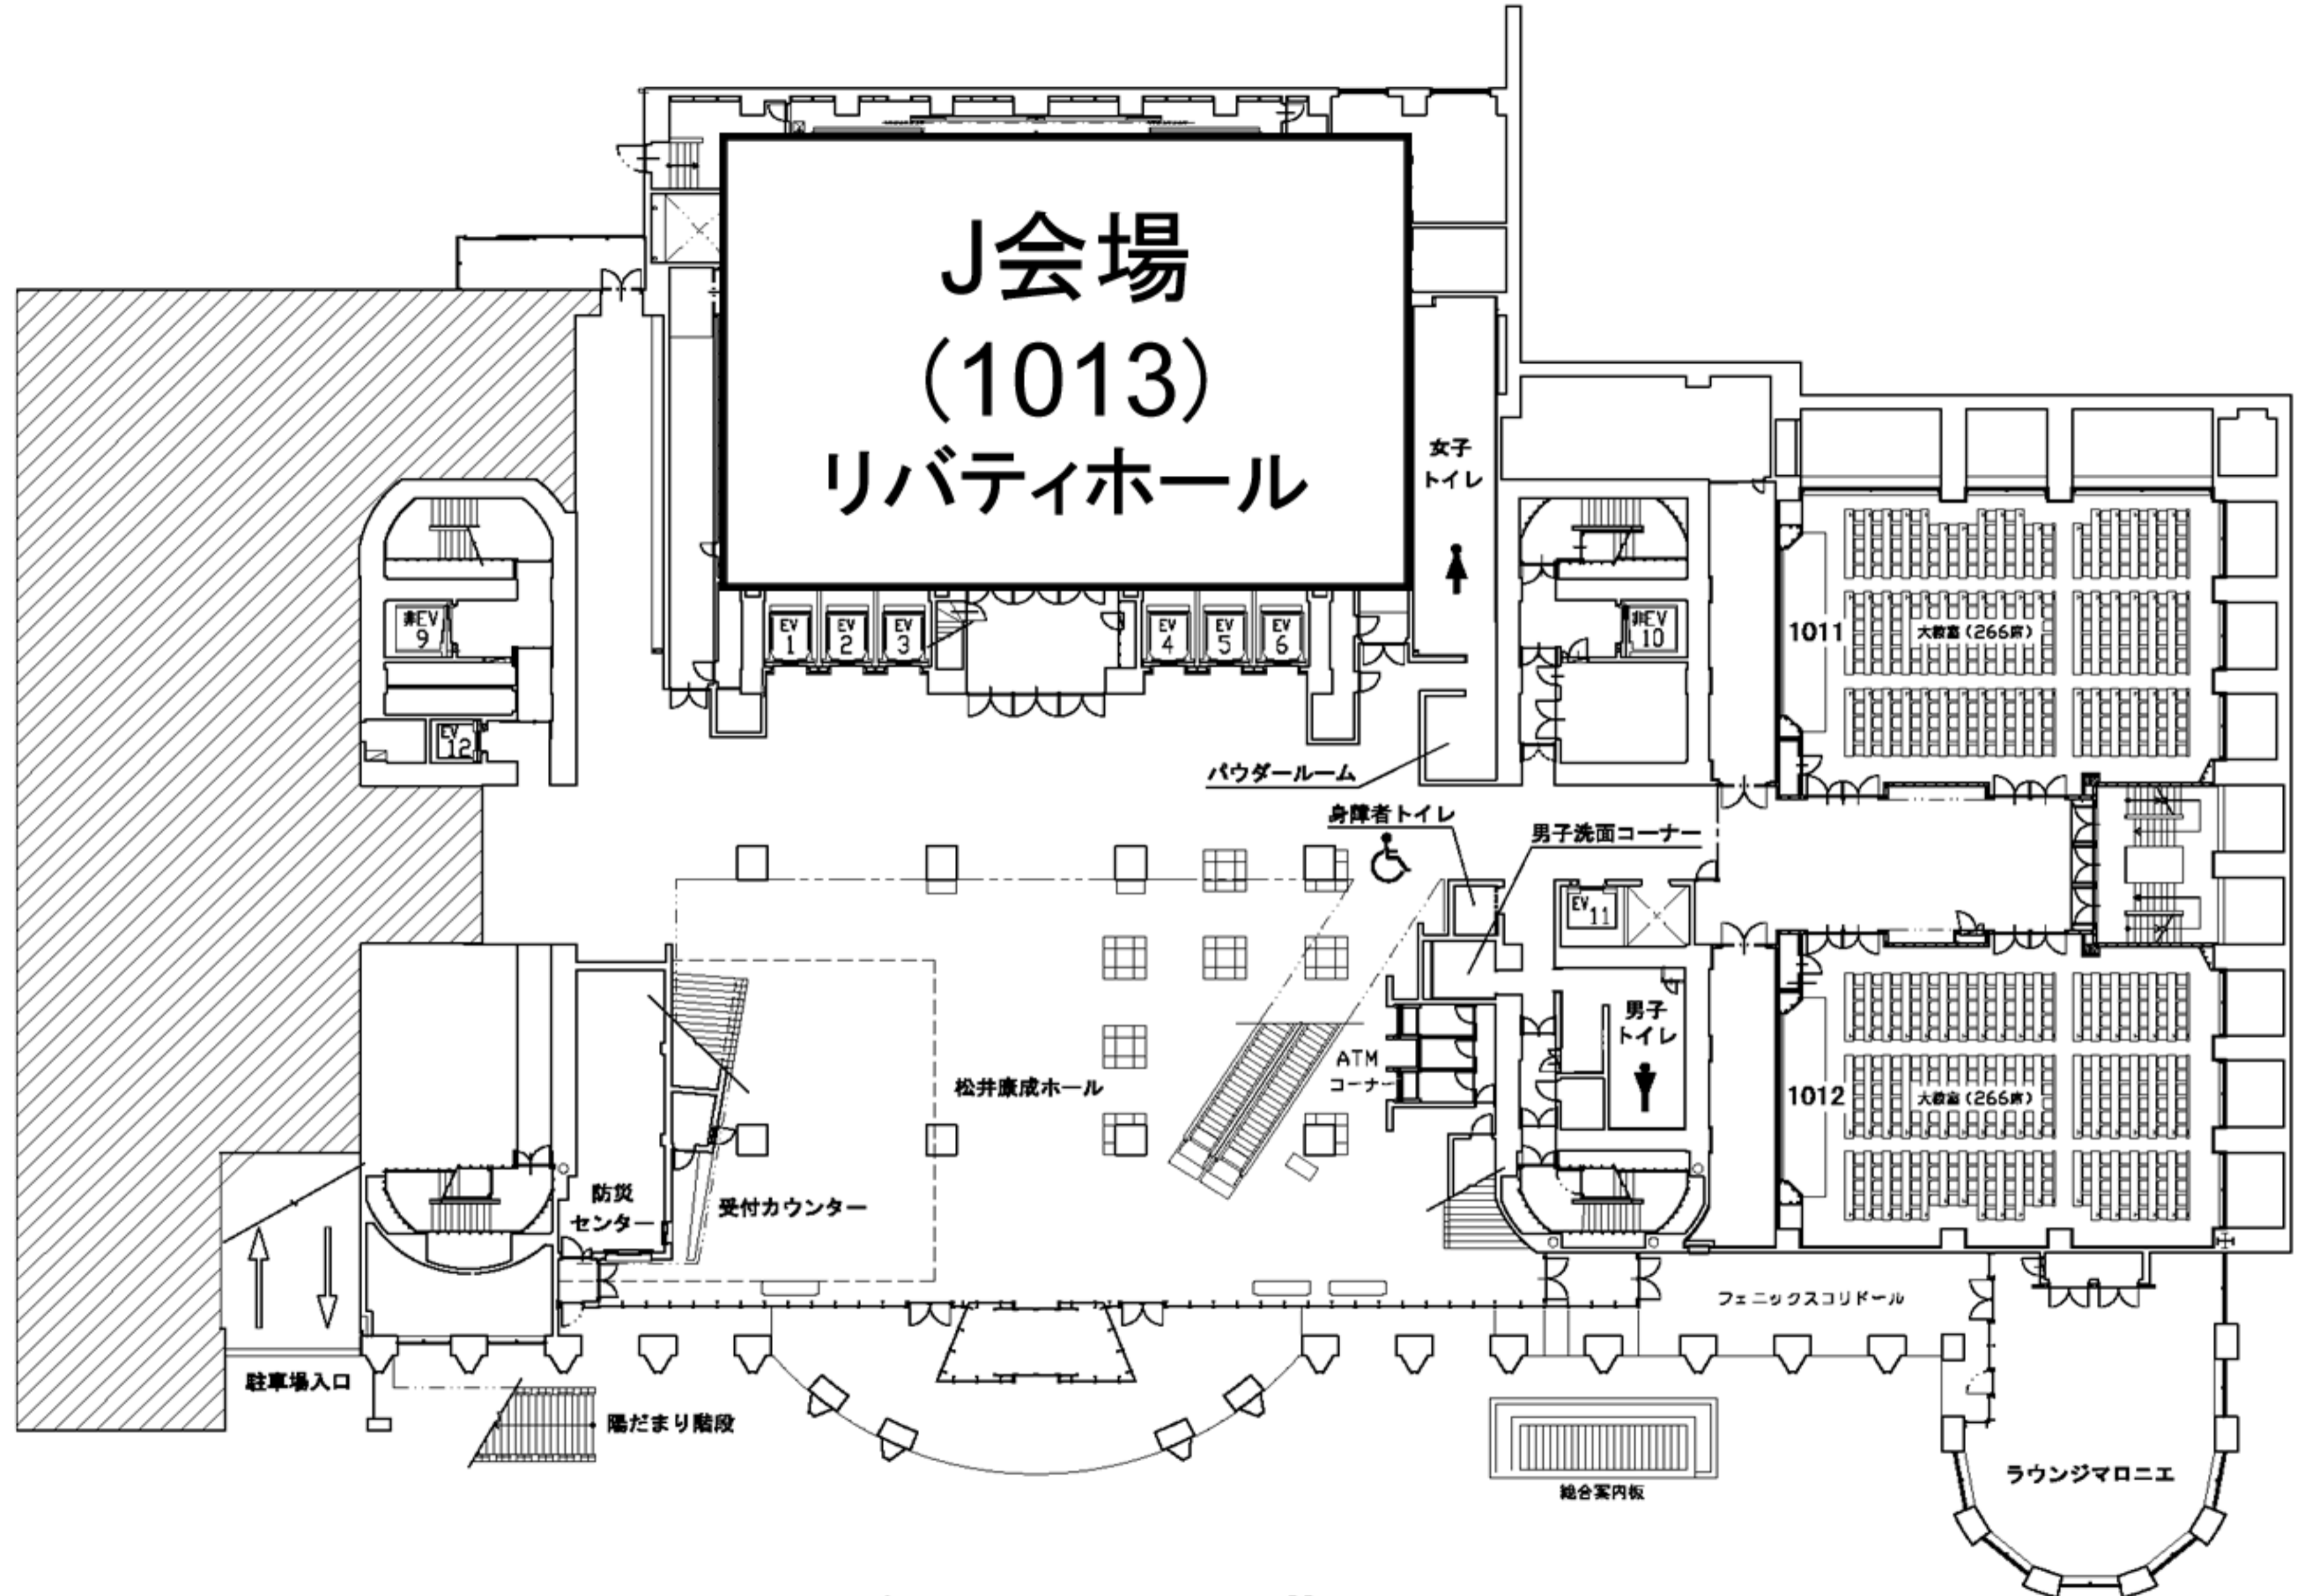 J会場
(1013)
リバティホール
女子
トイレ
非EV
9
EV
1
EV
2
EV
3
EV
4
EV
5
EV
6
非EV
10
1011
大教室(266席)
EV
12
パウダールーム
身障者トイレ
男子洗面コーナー
EV
11
男子
トイレ
ATM
コーナー
松井康成ホール
1012
大教室(266席)
防災
センター
受付カウンター
フェニックスコリドール
駐車場入口
陽だまり階段
ラウンジマロニエ
総合案内板